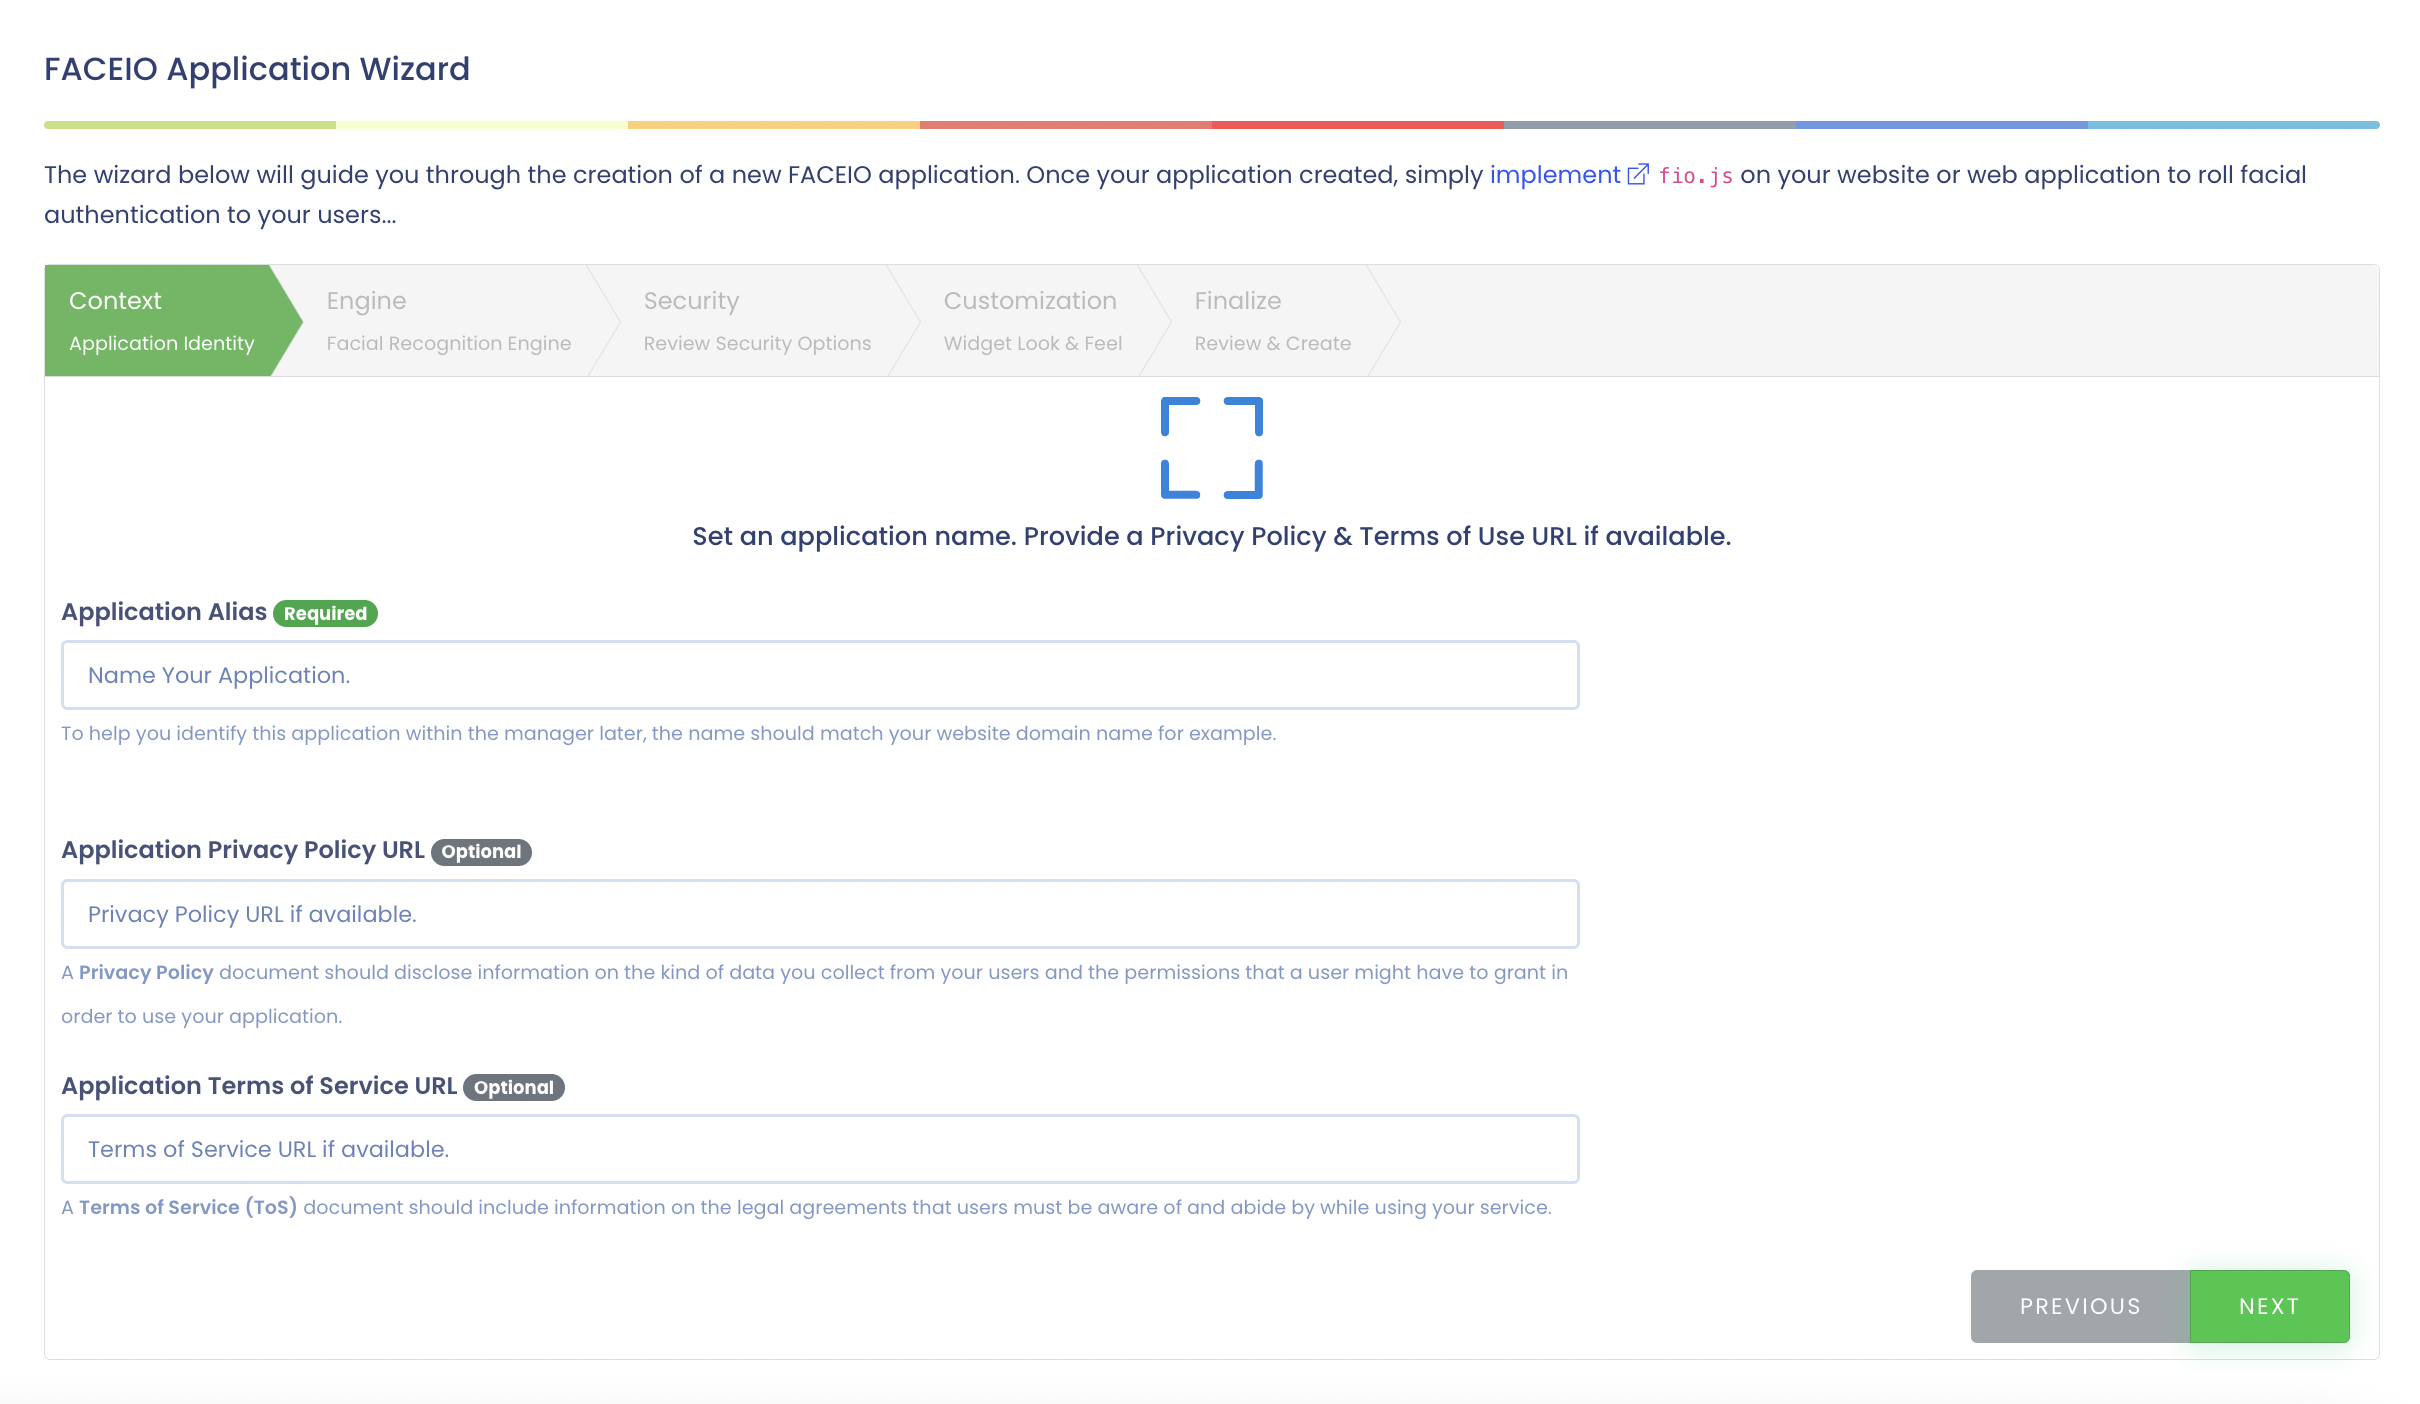 FACEIO Application Wizard
The wizard below will guide you through the creation of a new FACEIO application. Once your application created, simply implement fio.js on your website or web application to roll facial
authentication to your users...
Context
Application Identity
Engine
Facial Recognition Engine
Security
Review Security Options
Customization
Widget Look & Feel
Finalize
Review & Create
Set an application name. Provide a Privacy Policy & Terms of Use URL if available.
Application Alias Required
Name Your Application.
To help you identify this application within the manager later, the name should match your website domain name for example.
Application Privacy Policy URL Optional
Privacy Policy URL if available.
A Privacy Policy document should disclose information on the kind of data you collect from your users and the permissions that a user might have to grant in
order to use your application.
Application Terms of Service URL Optional
Terms of Service URL if available.
A Terms of Service (ToS) document should include information on the legal agreements that users must be aware of and abide by while using your service.
PREVIOUS
NEXT